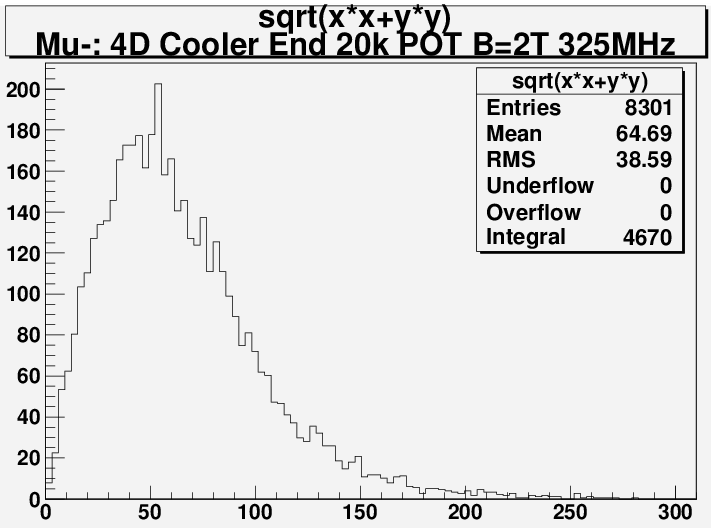 sqrt(x*x+y*y)
Mu-: 4D Cooler End 20k POT B=2T 325MHz
sqrt(x*x+y*y)
Entries 8301
Mean 64.69
RMS 38.59
Underflow 0
Overflow 0
Integral 4670
200
180
160
140
120
100
80
60
40
20
0
0 50 100 150 200 250 300